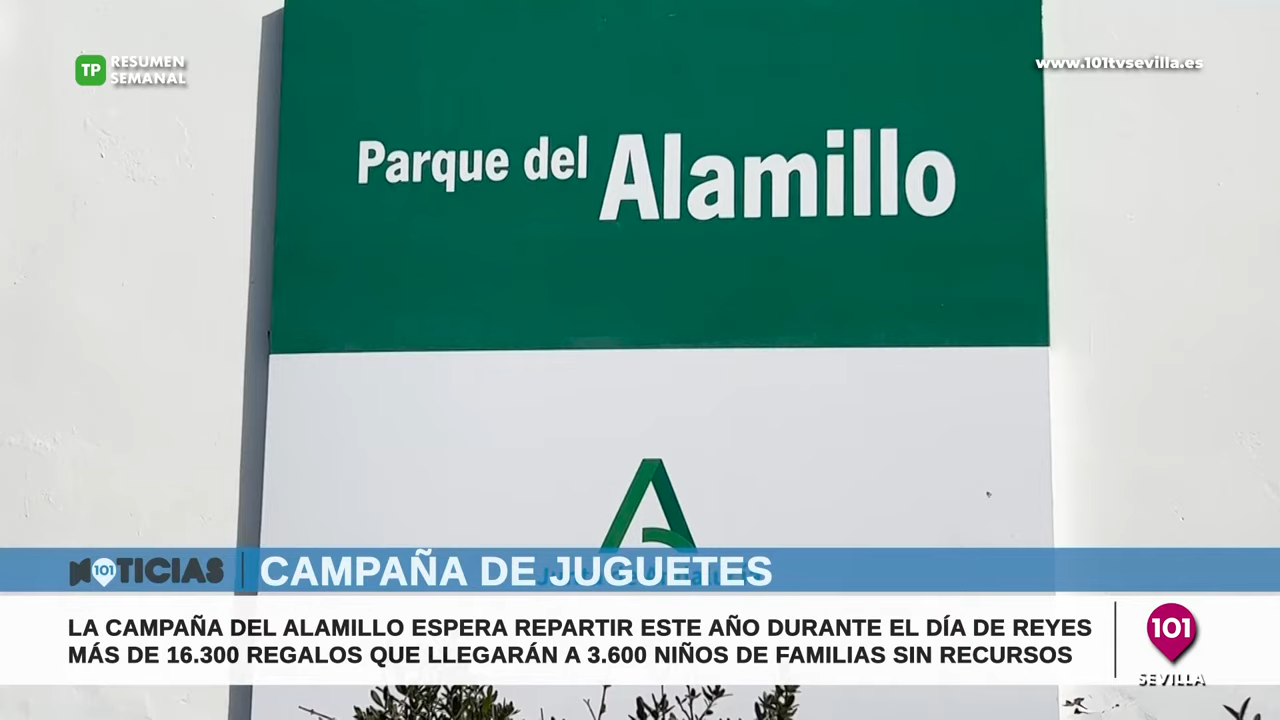 TP RESUMEN
SEMANAL
www.101tvsevilla.es
Parque del Alamillo
NOTICIAS
101
CAMPAÑA DE JUGUETES
LA CAMPAÑA DEL ALAMILLO ESPERA REPARTIR ESTE AÑO DURANTE EL DÍA DE REYES
MÁS DE 16.300 REGALOS QUE LLEGARÁN A 3.600 NIÑOS DE FAMILIAS SIN RECURSOS
101
SEVILLA